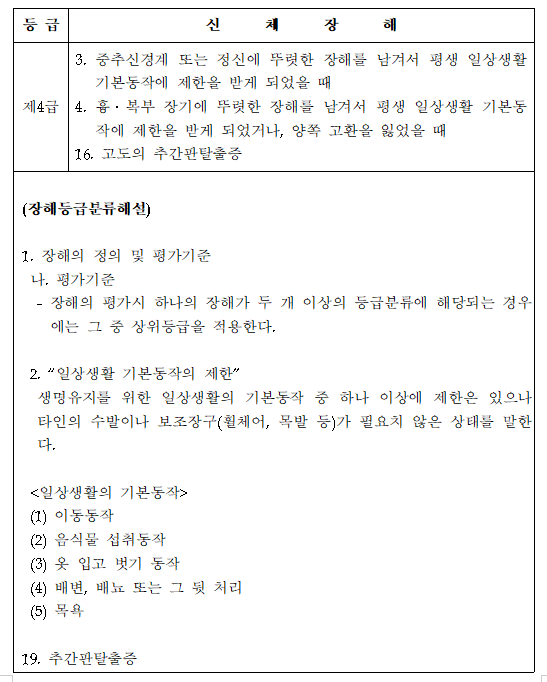 등 급 신 체 장 해
제4급
3. 중추신경게 또는 정신에 뚜렷한 장해를 남겨서 평생 일상생활
기본동작에 제한을 받게 되었을 때
4. 흉·복부 장기에 뚜렷한 장해를 남겨서 평생 일상생활 기본동
작에 제한을 받게 되었거나, 양쪽 고환을 잃었을 때
16. 고도의 추간판탈출증
(장해등급분류해설)
1. 장해의 정의 및 평가기준
나. 평가기준
- 장해의 평가시 하나의 장해가 두 개 이상의 등급분류에 해당되는 경우
에는 그 중 상위등급을 적용한다.
2. “일상생활 기본동작의 제한”
생명유지를 위한 일상생활의 기본동작 중 하나 이상에 제한은 있으나
타인의 수발이나 보조장구(휠체어, 목발 등)가 필요치 않은 상태를 말한
다.
<일상생활의 기본동작>
(1) 이동동작
(2) 음식물 섭취동작
(3) 옷 입고 벗기 동작
(4) 배변, 배뇨 또는 그 뒷 처리
(5) 목욕
19. 추간판탈출증